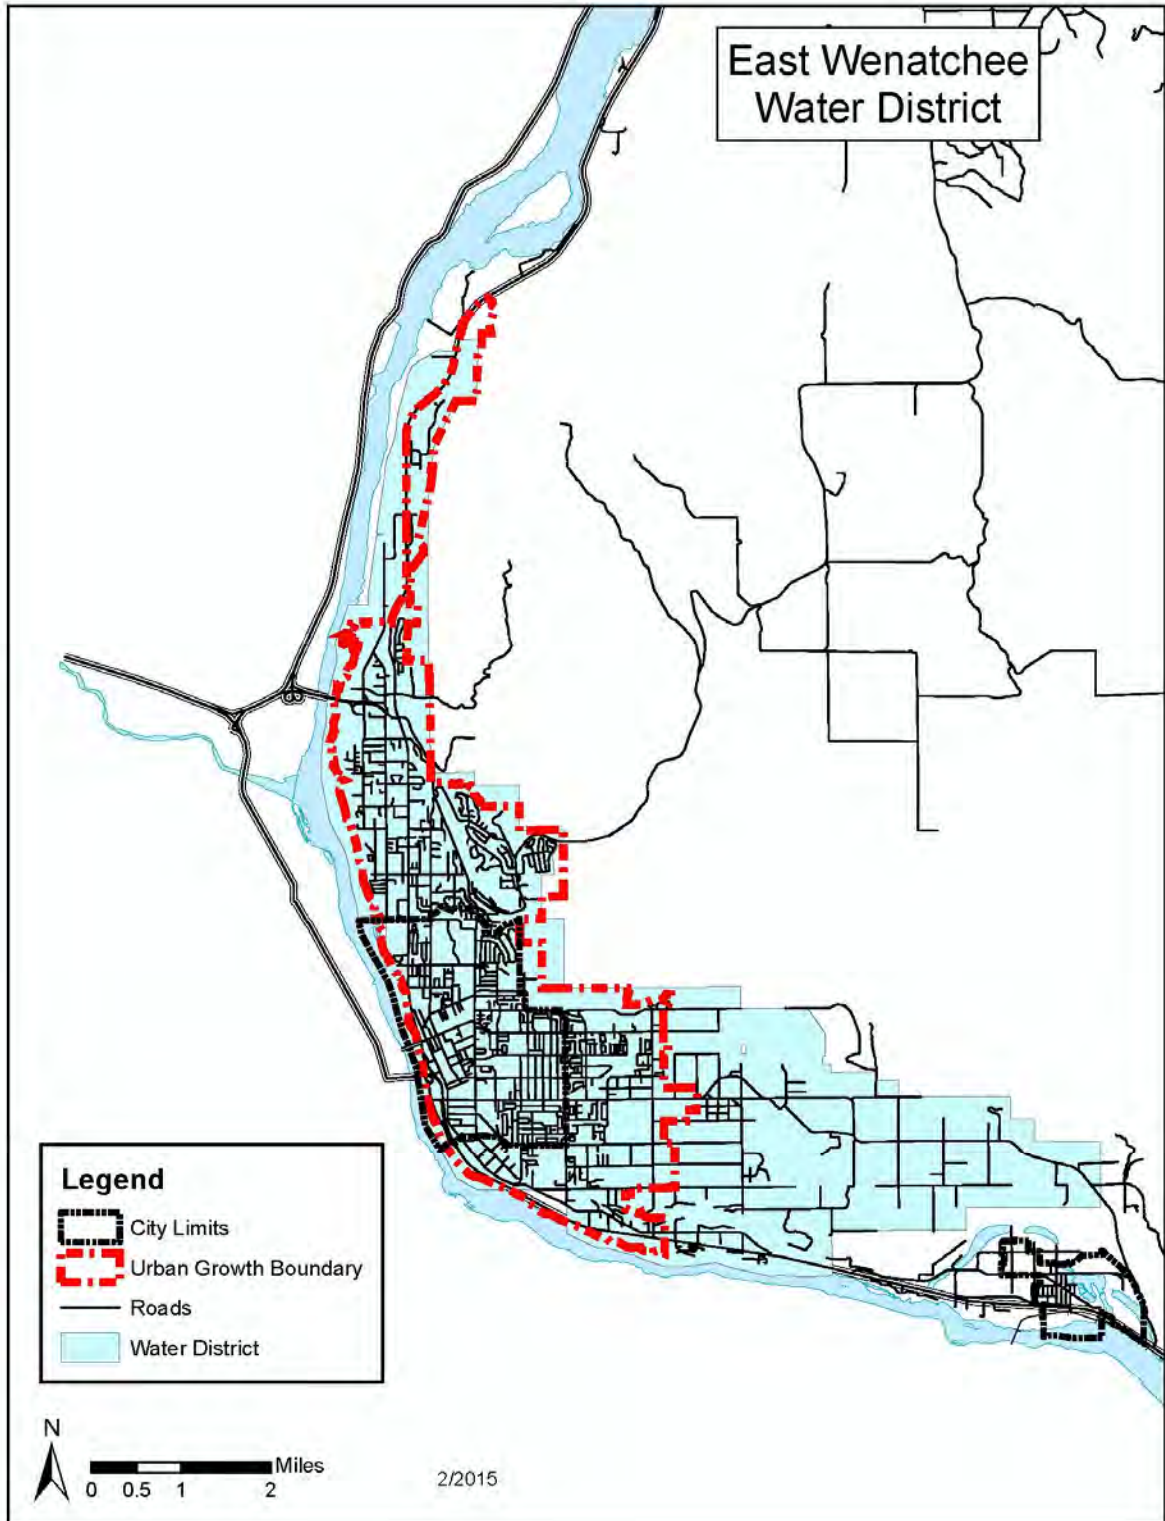 East Wenatchee
Water District
Legend
City Limits
Urban Growth Boundary
Roads
Water District
N
Miles
0 0.5 1 2
2/2015